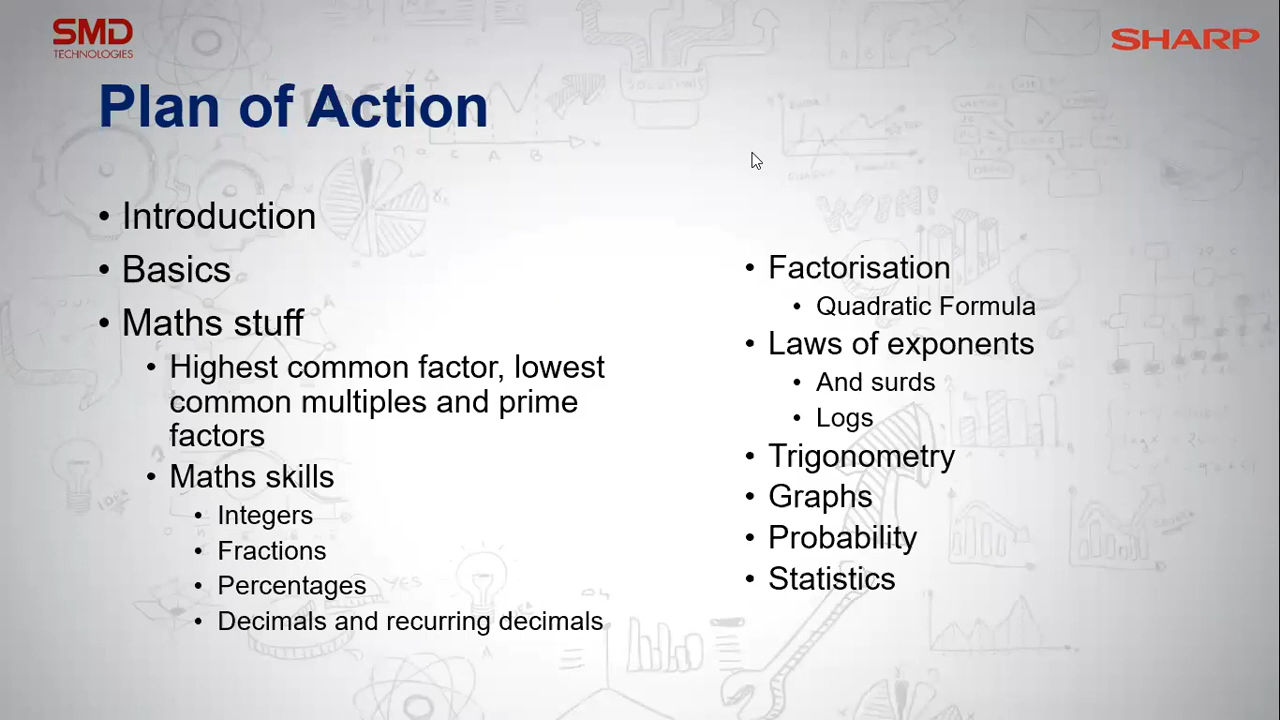 SMD
TECHNOLOGIES
SHARP
Plan of Action
• Introduction
• Basics
• Maths stuff
• Highest common factor, lowest
common multiples and prime
factors
• Maths skills
• Integers
• Fractions
• Percentages
• Decimals and recurring decimals
• Factorisation
• Quadratic Formula
• Laws of exponents
• And surds
• Logs
• Trigonometry
• Graphs
• Probability
• Statistics
WIN!
YES